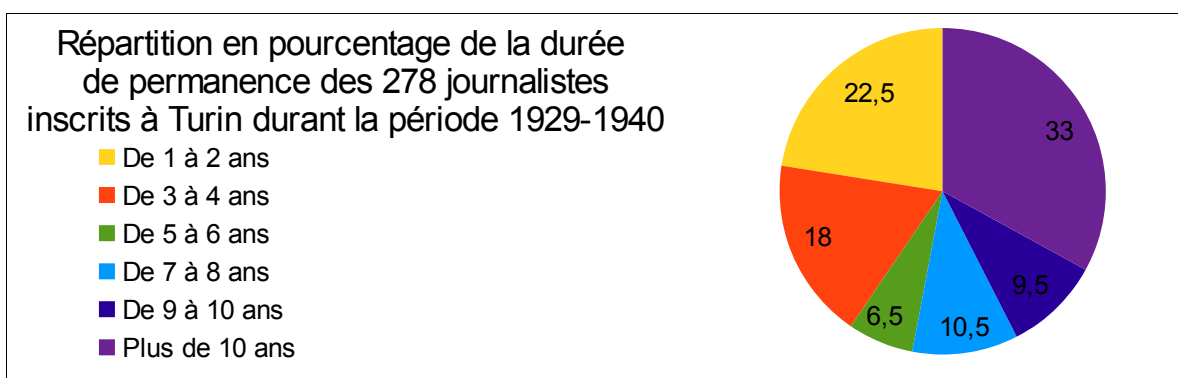 Répartition en pourcentage de la durée
de permanence des 278 journalistes
inscrits à Turin durant la période 1929-1940
De 1 à 2 ans
De 3 à 4 ans
De 5 à 6 ans
De 7 à 8 ans
De 9 à 10 ans
Plus de 10 ans
22,5
33
18
9,5
6,5
10,5